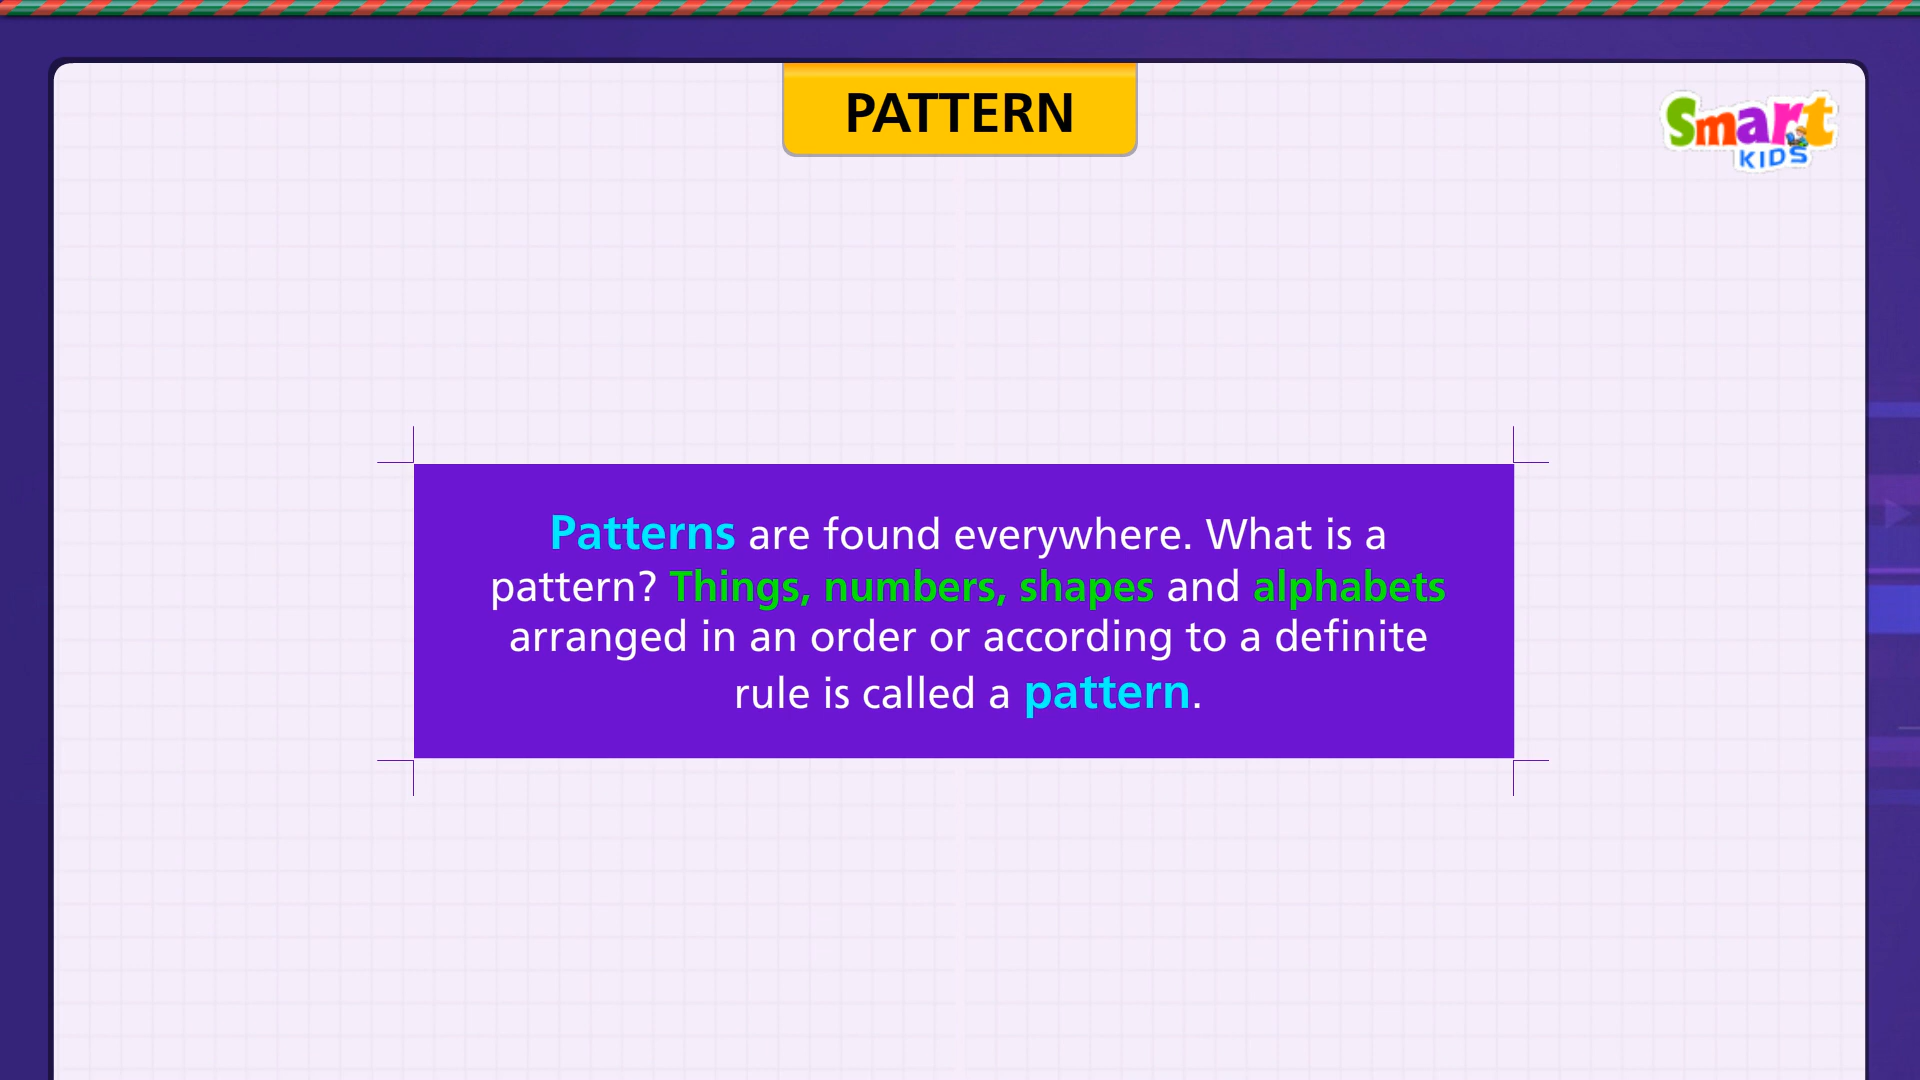 PATTERN
Smart
KIDS
Patterns are found everywhere. What is a
pattern? Things, numbers, shapes and alphabets
arranged in an order or according to a definite
rule is called a pattern.